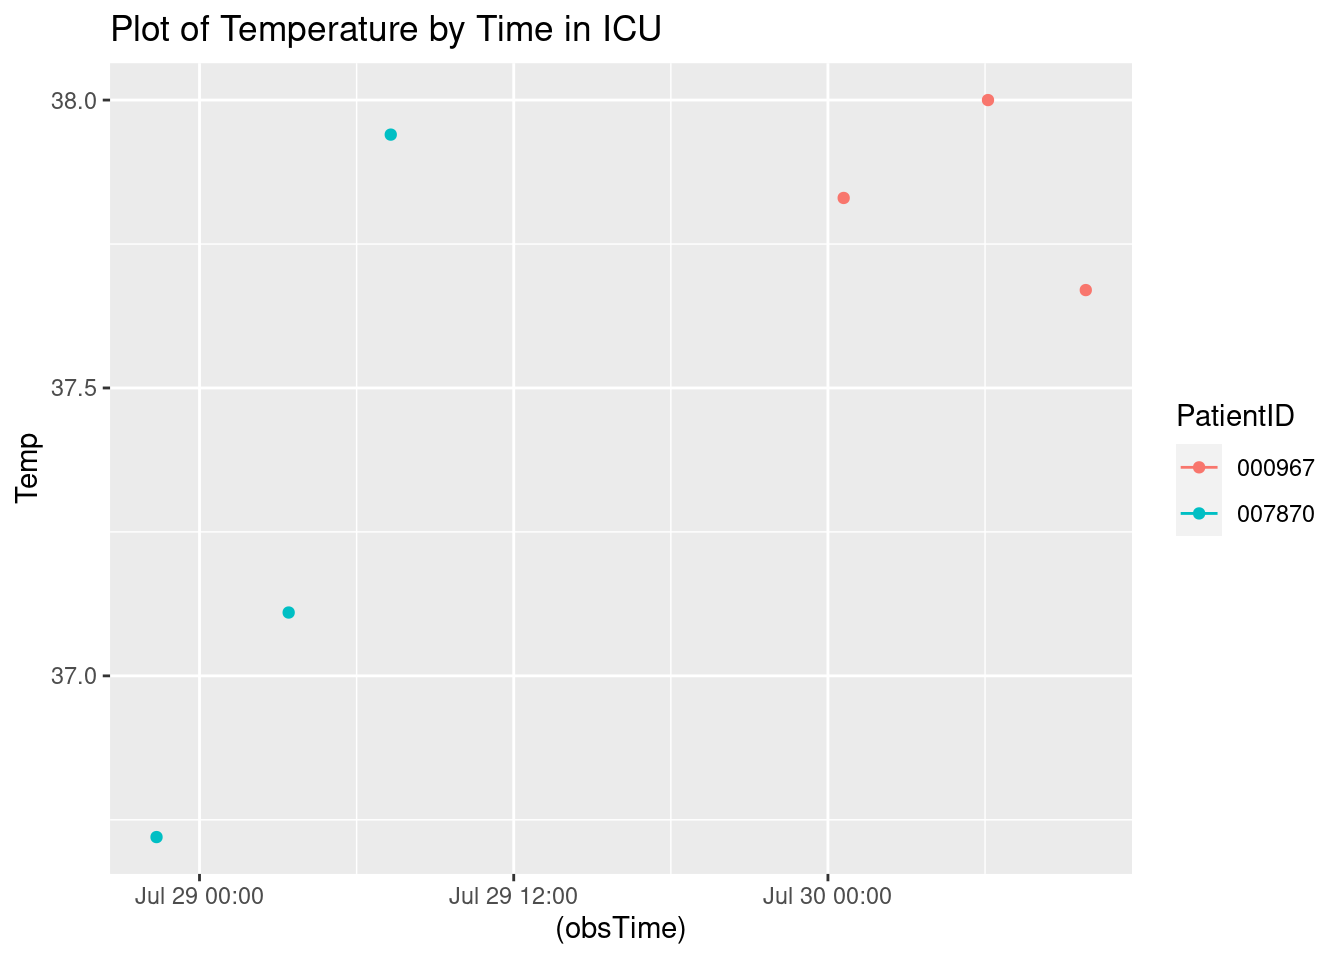 Plot of Temperature by Time in ICU
38.0
37.5
37.0
Temp
Jul 29 00:00
Jul 29 12:00
Jul 30 00:00
(obsTime)
PatientID
000967
007870